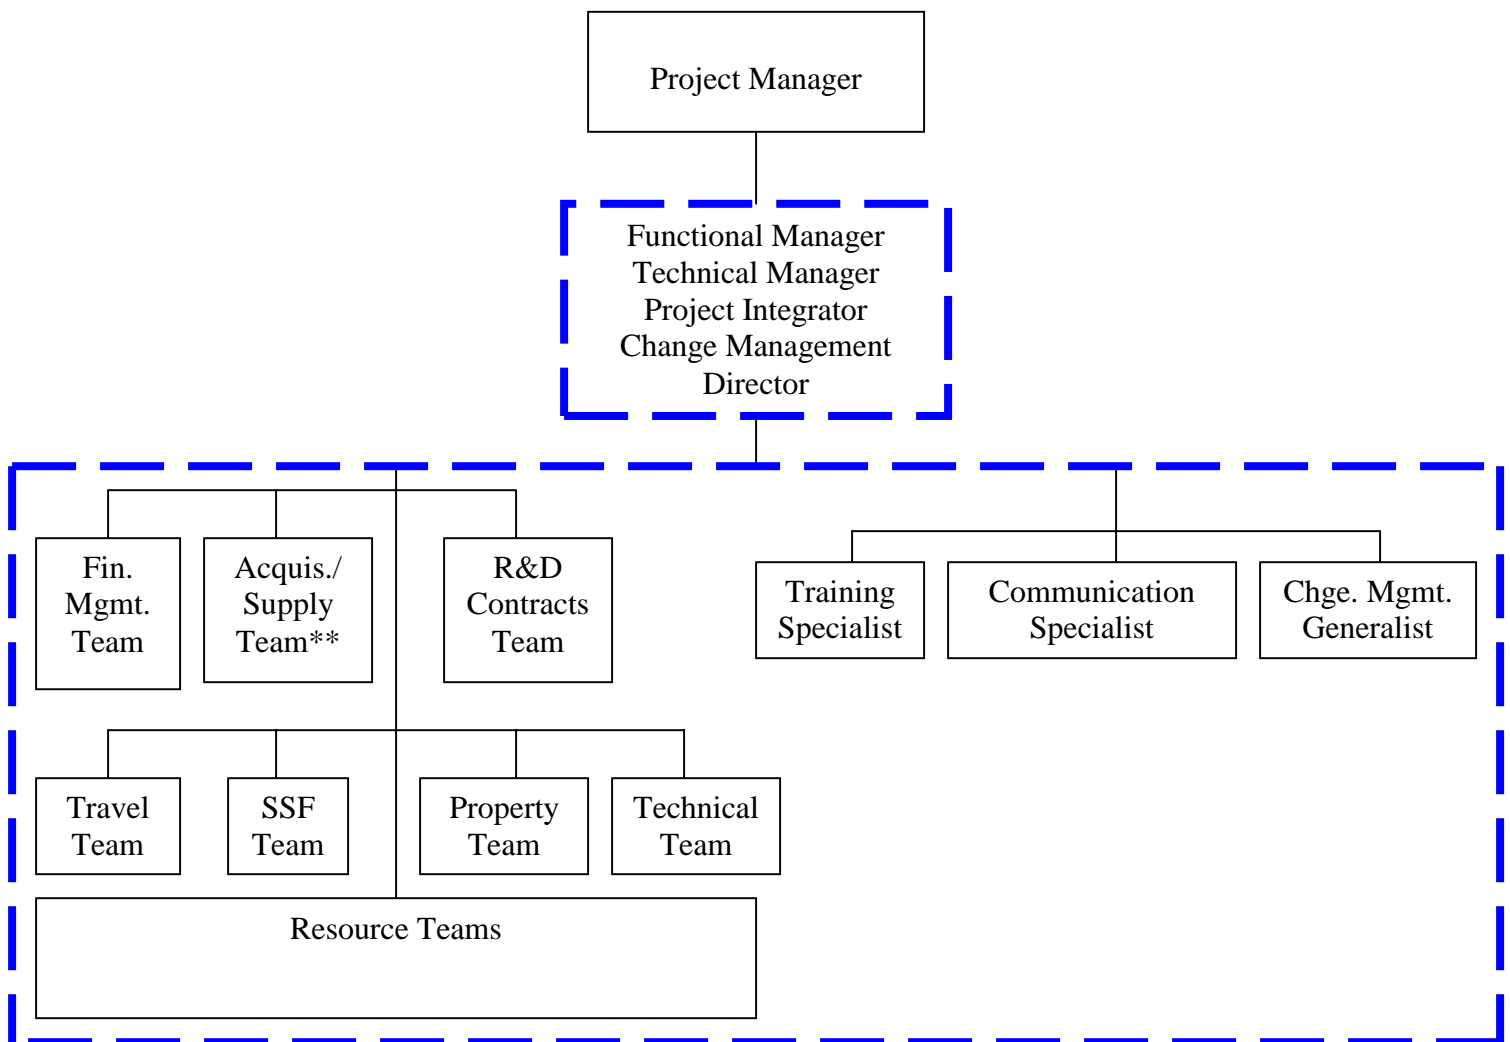 Project Manager
Functional Manager
Technical Manager
Project Integrator
Change Management
Director
Fin.
Mgmt.
Team
Acquis./
Supply
Team**
R&D
Contracts
Team
Training
Specialist
Communication
Specialist
Chge. Mgmt.
Generalist
Travel
Team
SSF
Team
Property
Team
Technical
Team
Resource Teams